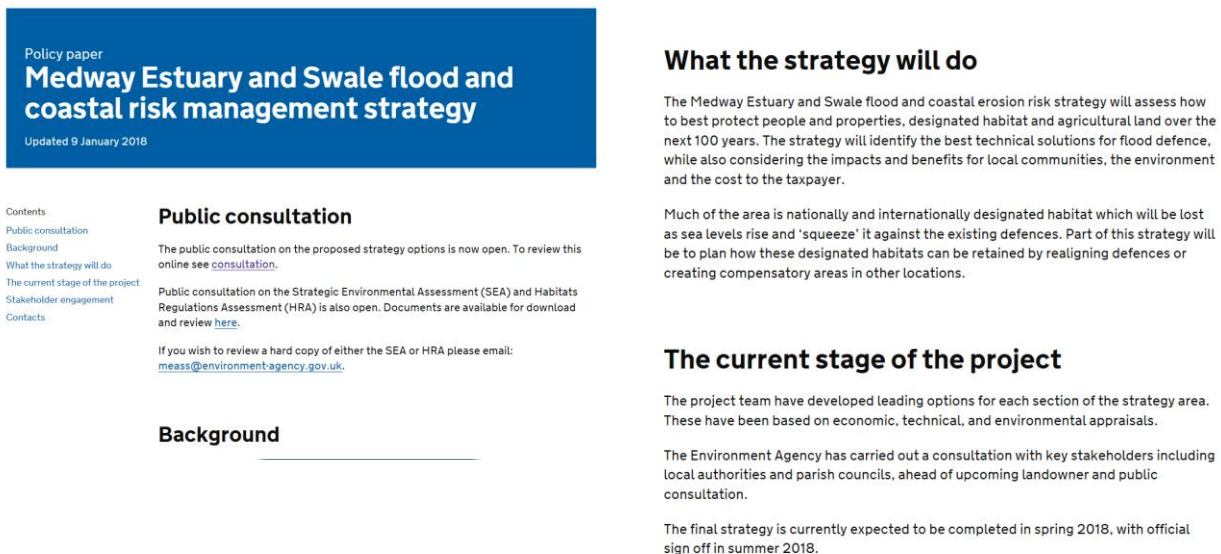 Policy paper
Medway Estuary and Swale flood and
coastal risk management strategy
Updated 9 January 2018
Contents
Public consultation
Background
What the strategy will do
The current stage of the project
Stakeholder engagement
Contacts
Public consultation
The public consultation on the proposed strategy options is now open. To review this
online see consultation.
Public consultation on the Strategic Environmental Assessment (SEA) and Habitats
Regulations Assessment (HRA) is also open. Documents are available for download
and review here.
If you wish to review a hard copy of either the SEA or HRA please email:
meass@environment-agency.gov.uk.
Background
What the strategy will do
The Medway Estuary and Swale flood and coastal erosion risk strategy will assess how
to best protect people and properties, designated habitat and agricultural land over the
next 100 years. The strategy will identify the best technical solutions for flood defence,
while also considering the impacts and benefits for local communities, the environment
and the cost to the taxpayer.
Much of the area is nationally and internationally designated habitat which will be lost
as sea levels rise and ‘squeeze’ it against the existing defences. Part of this strategy will
be to plan how these designated habitats can be retained by realigning defences or
creating compensatory areas in other locations.
The current stage of the project
The project team have developed leading options for each section of the strategy area.
These have been based on economic, technical, and environmental appraisals.
The Environment Agency has carried out a consultation with key stakeholders including
local authorities and parish councils, ahead of upcoming landowner and public
consultation.
The final strategy is currently expected to be completed in spring 2018, with official
sign off in summer 2018.